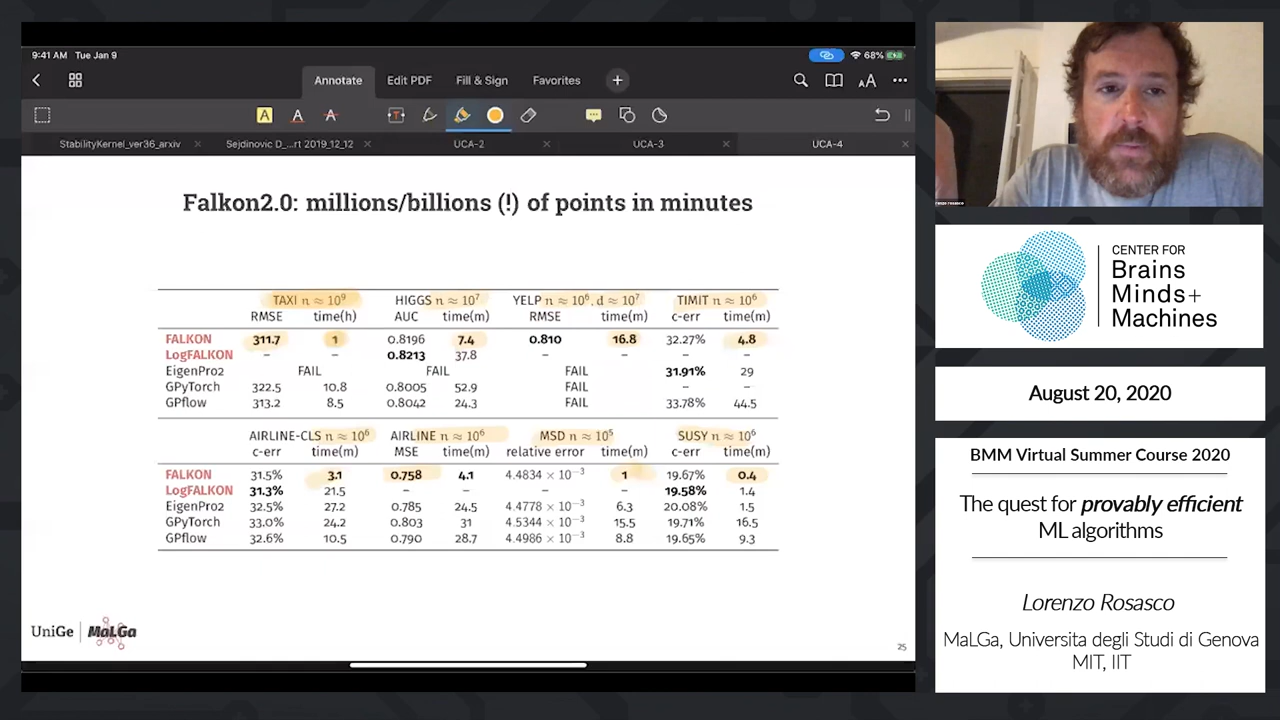 9:41 AM Tue Jan 9
68%
Annotate Edit PDF Fill & Sign Favorites
A A A T
StabilityKernel_ver36_arxiv × Sejdinovic D_...rt 2019_12_12 × UCA-2 × UCA-3 × UCA-4 ×
Falkon2.0: millions/billions (!) of points in minutes
TAXI n ≈ 10⁹ HIGGS n ≈ 10⁷ YELP n ≈ 10⁶, d ≈ 10⁷ TIMIT n ≈ 10⁶
RMSE time(h) AUC time(m) RMSE time(m) c-err time(m)
FALKON 311.7 1 0.8196 7.4 0.810 16.8 32.27% 4.8
LogFALKON – – 0.8213 37.8 – – – –
EigenPro2 FAIL FAIL FAIL 31.91% 29
GPyTorch 322.5 10.8 0.8005 52.9 FAIL – –
GPflow 313.2 8.5 0.8042 24.3 FAIL 33.78% 44.5
AIRLINE-CLS n ≈ 10⁶ AIRLINE n ≈ 10⁶ MSD n ≈ 10⁵ SUSY n ≈ 10⁶
c-err time(m) MSE time(m) relative error time(m) c-err time(m)
FALKON 31.5% 3.1 0.758 4.1 4.4834 × 10⁻³ 1 19.67% 0.4
LogFALKON 31.3% 21.5 – – – – 19.58% 1.4
EigenPro2 32.5% 27.2 0.785 24.5 4.4778 × 10⁻³ 6.3 20.08% 1.5
GPyTorch 33.0% 24.2 0.803 31 4.5344 × 10⁻³ 15.5 19.71% 16.5
GPflow 32.6% 10.5 0.790 28.7 4.4986 × 10⁻³ 8.8 19.65% 9.3
UniGe | MaLGa
25
CENTER FOR
Brains
Minds+
Machines
August 20, 2020
BMM Virtual Summer Course 2020
The quest for provably efficient
ML algorithms
Lorenzo Rosasco
MaLGa, Universita degli Studi di Genova
MIT, IIT